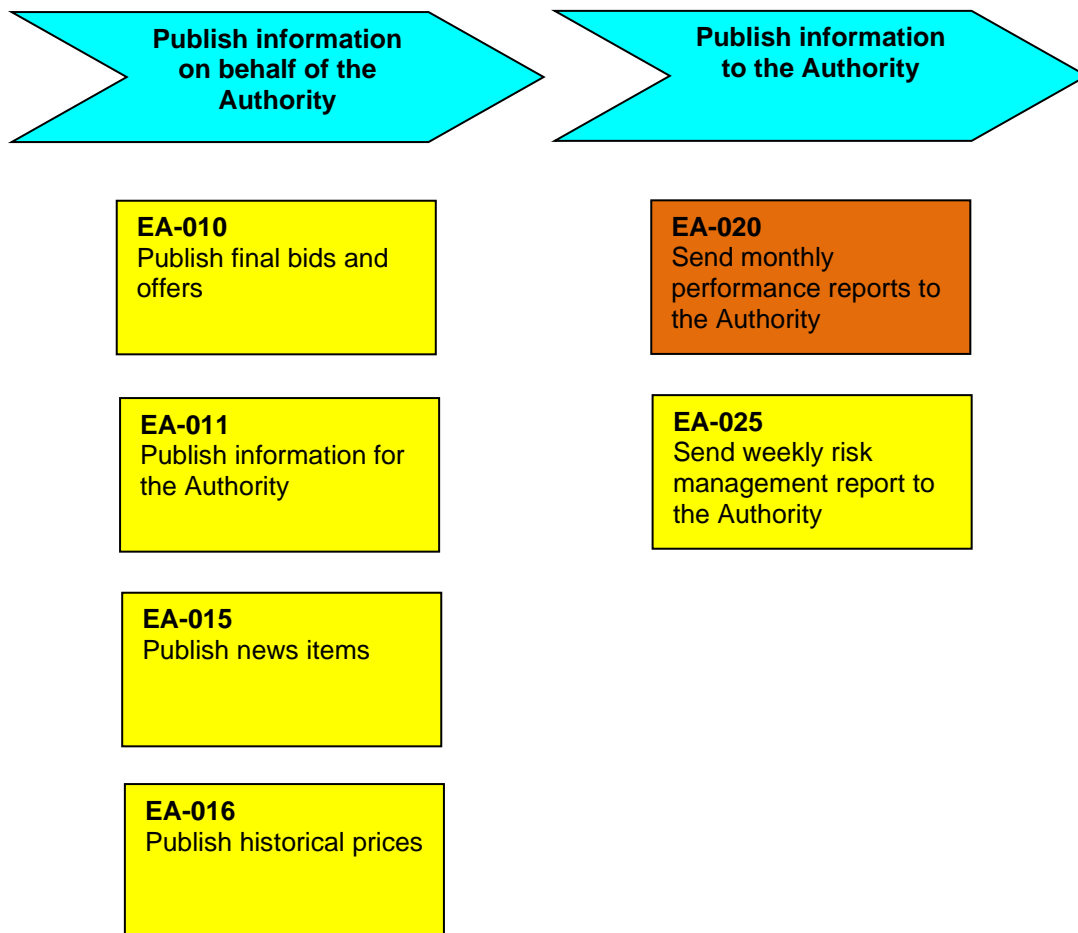 Publish information
on behalf of the
Authority
Publish information
to the Authority
EA-010
Publish final bids and
offers
EA-011
Publish information for
the Authority
EA-015
Publish news items
EA-016
Publish historical prices
EA-020
Send monthly
performance reports to
the Authority
EA-025
Send weekly risk
management report to
the Authority